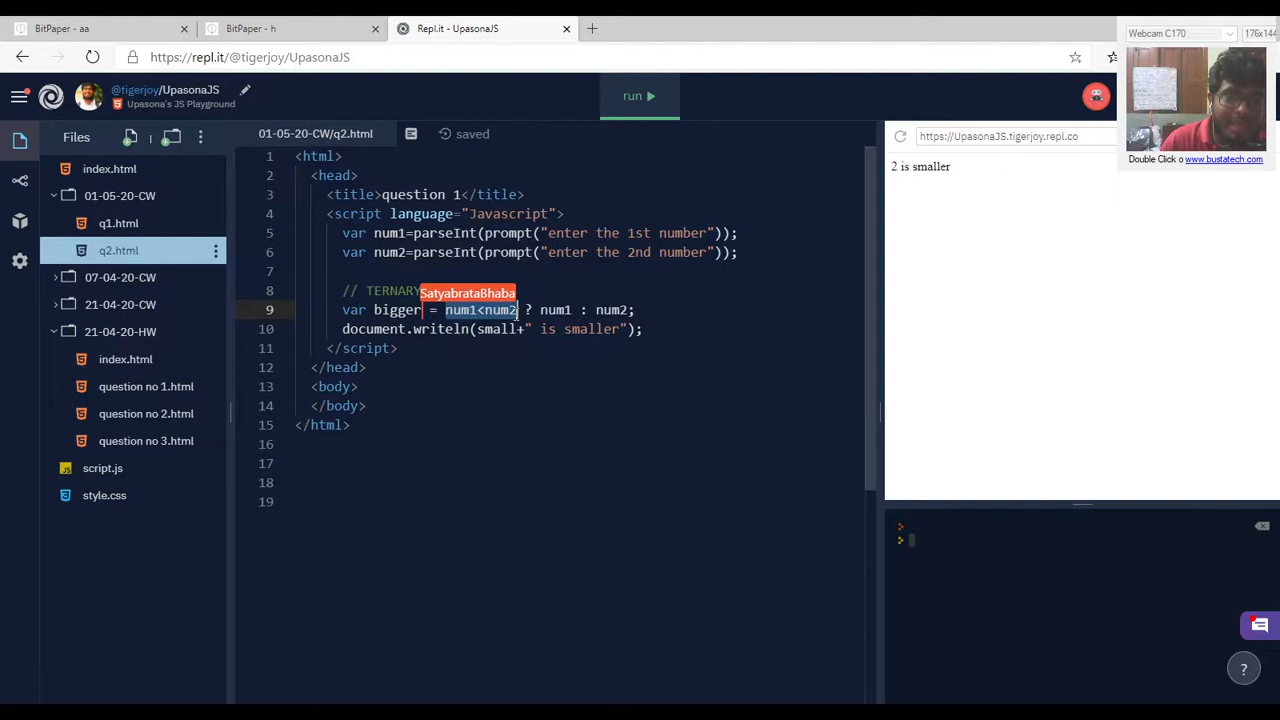 BitPaper - aa
BitPaper - h
Repl.it - UpasonaJS
https://repl.it/@tigerjoy/UpasonaJS
Webcam C170
176x144
Double Click o www.bustatech.com
@tigerjoy/UpasonaJS
Upasona's JS Playground
run
Files
01-05-20-CW/q2.html
saved
https://UpasonaJS.tigerjoy.repl.co
index.html
01-05-20-CW
q1.html
q2.html
07-04-20-CW
21-04-20-CW
21-04-20-HW
index.html
question no 1.html
question no 2.html
question no 3.html
script.js
style.css
1 <html>
2 <head>
3 <title>question 1</title>
4 <script language="Javascript">
5 var num1=parseInt(prompt("enter the 1st number"));
6 var num2=parseInt(prompt("enter the 2nd number"));
7
8 // TERNARY
SatyabrataBhaba
9 var bigger = num1<num2 ? num1 : num2;
10 document.writeln(small+" is smaller");
11 </script>
12 </head>
13 <body>
14 </body>
15 </html>
16
17
18
19
2 is smaller
?